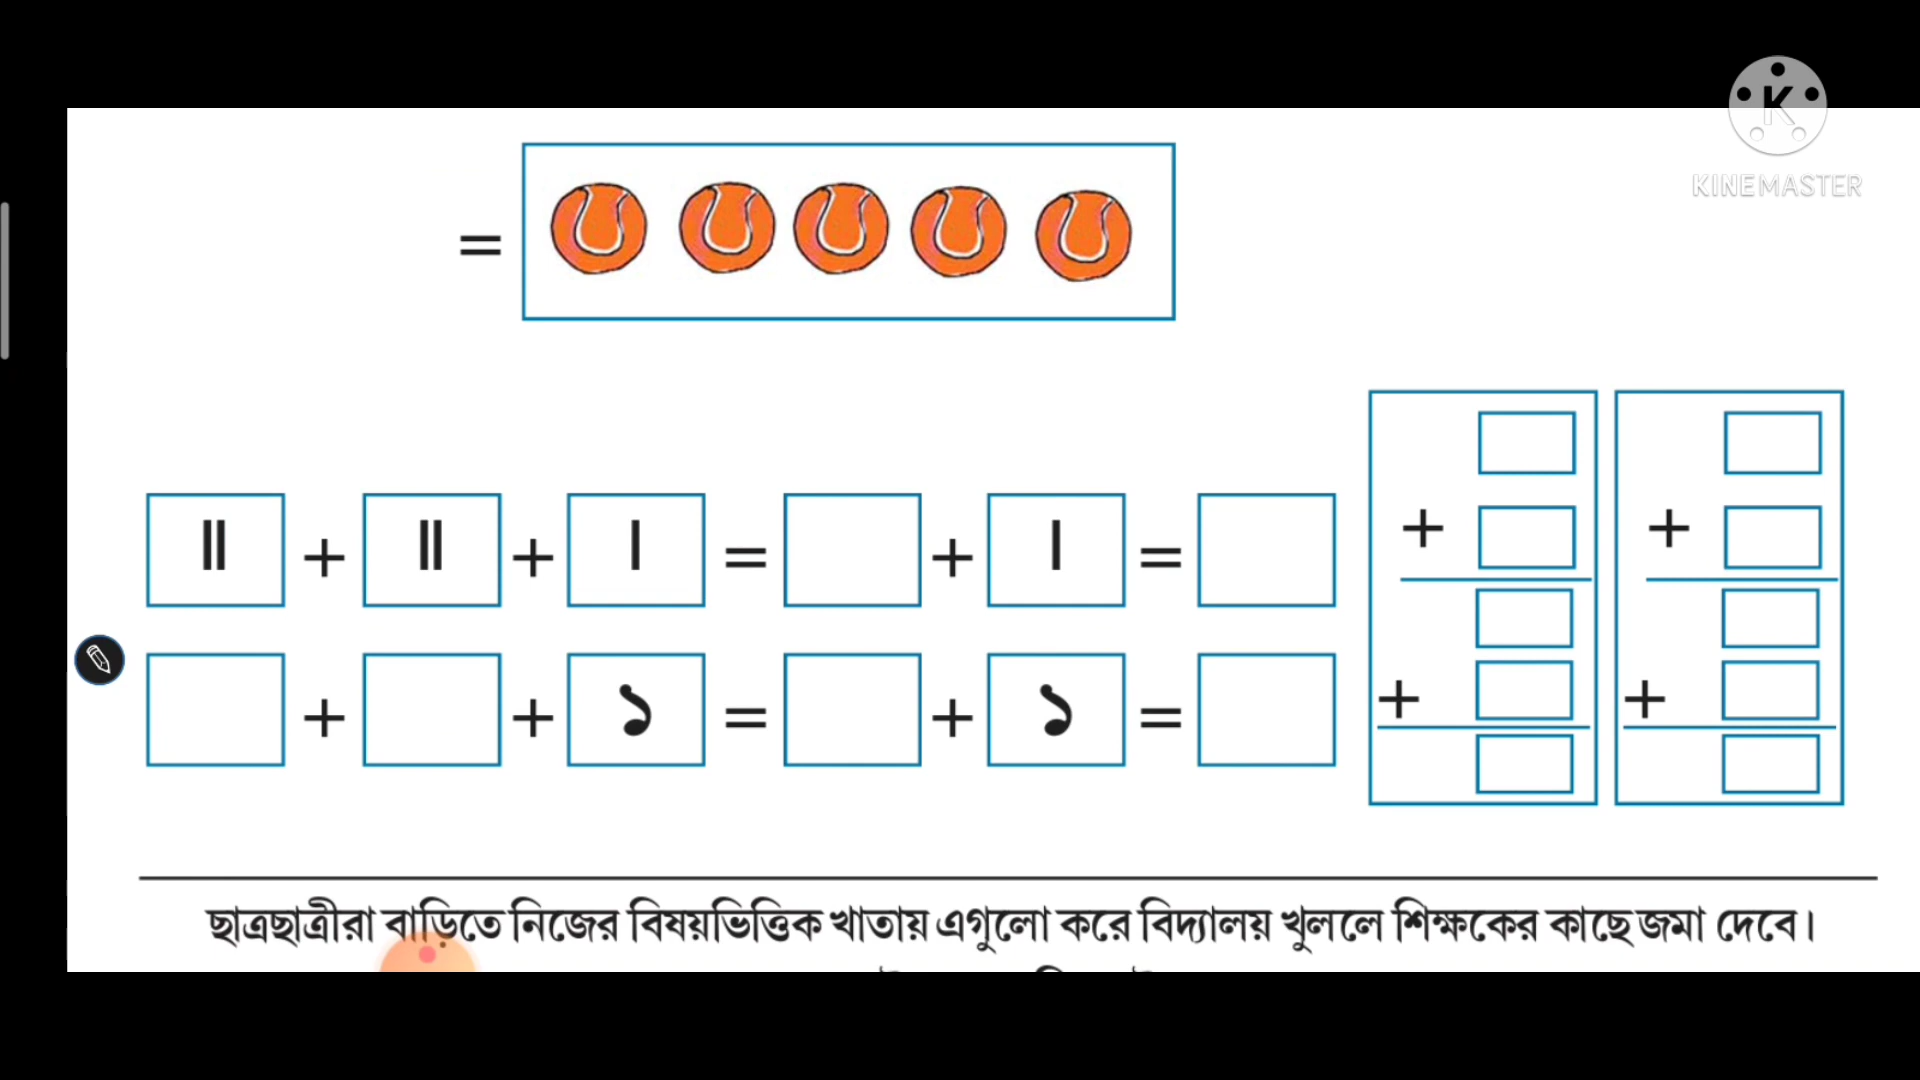 K
KINEMASTER
=
॥ + ॥ + । = + । =
+ + ১ = + ১ =
+ +
+ +
ছাত্রছাত্রীরা বাড়িতে নিজের বিষয়ভিত্তিক খাতায় এগুলো করে বিদ্যালয় খুললে শিক্ষকের কাছে জমা দেবে।